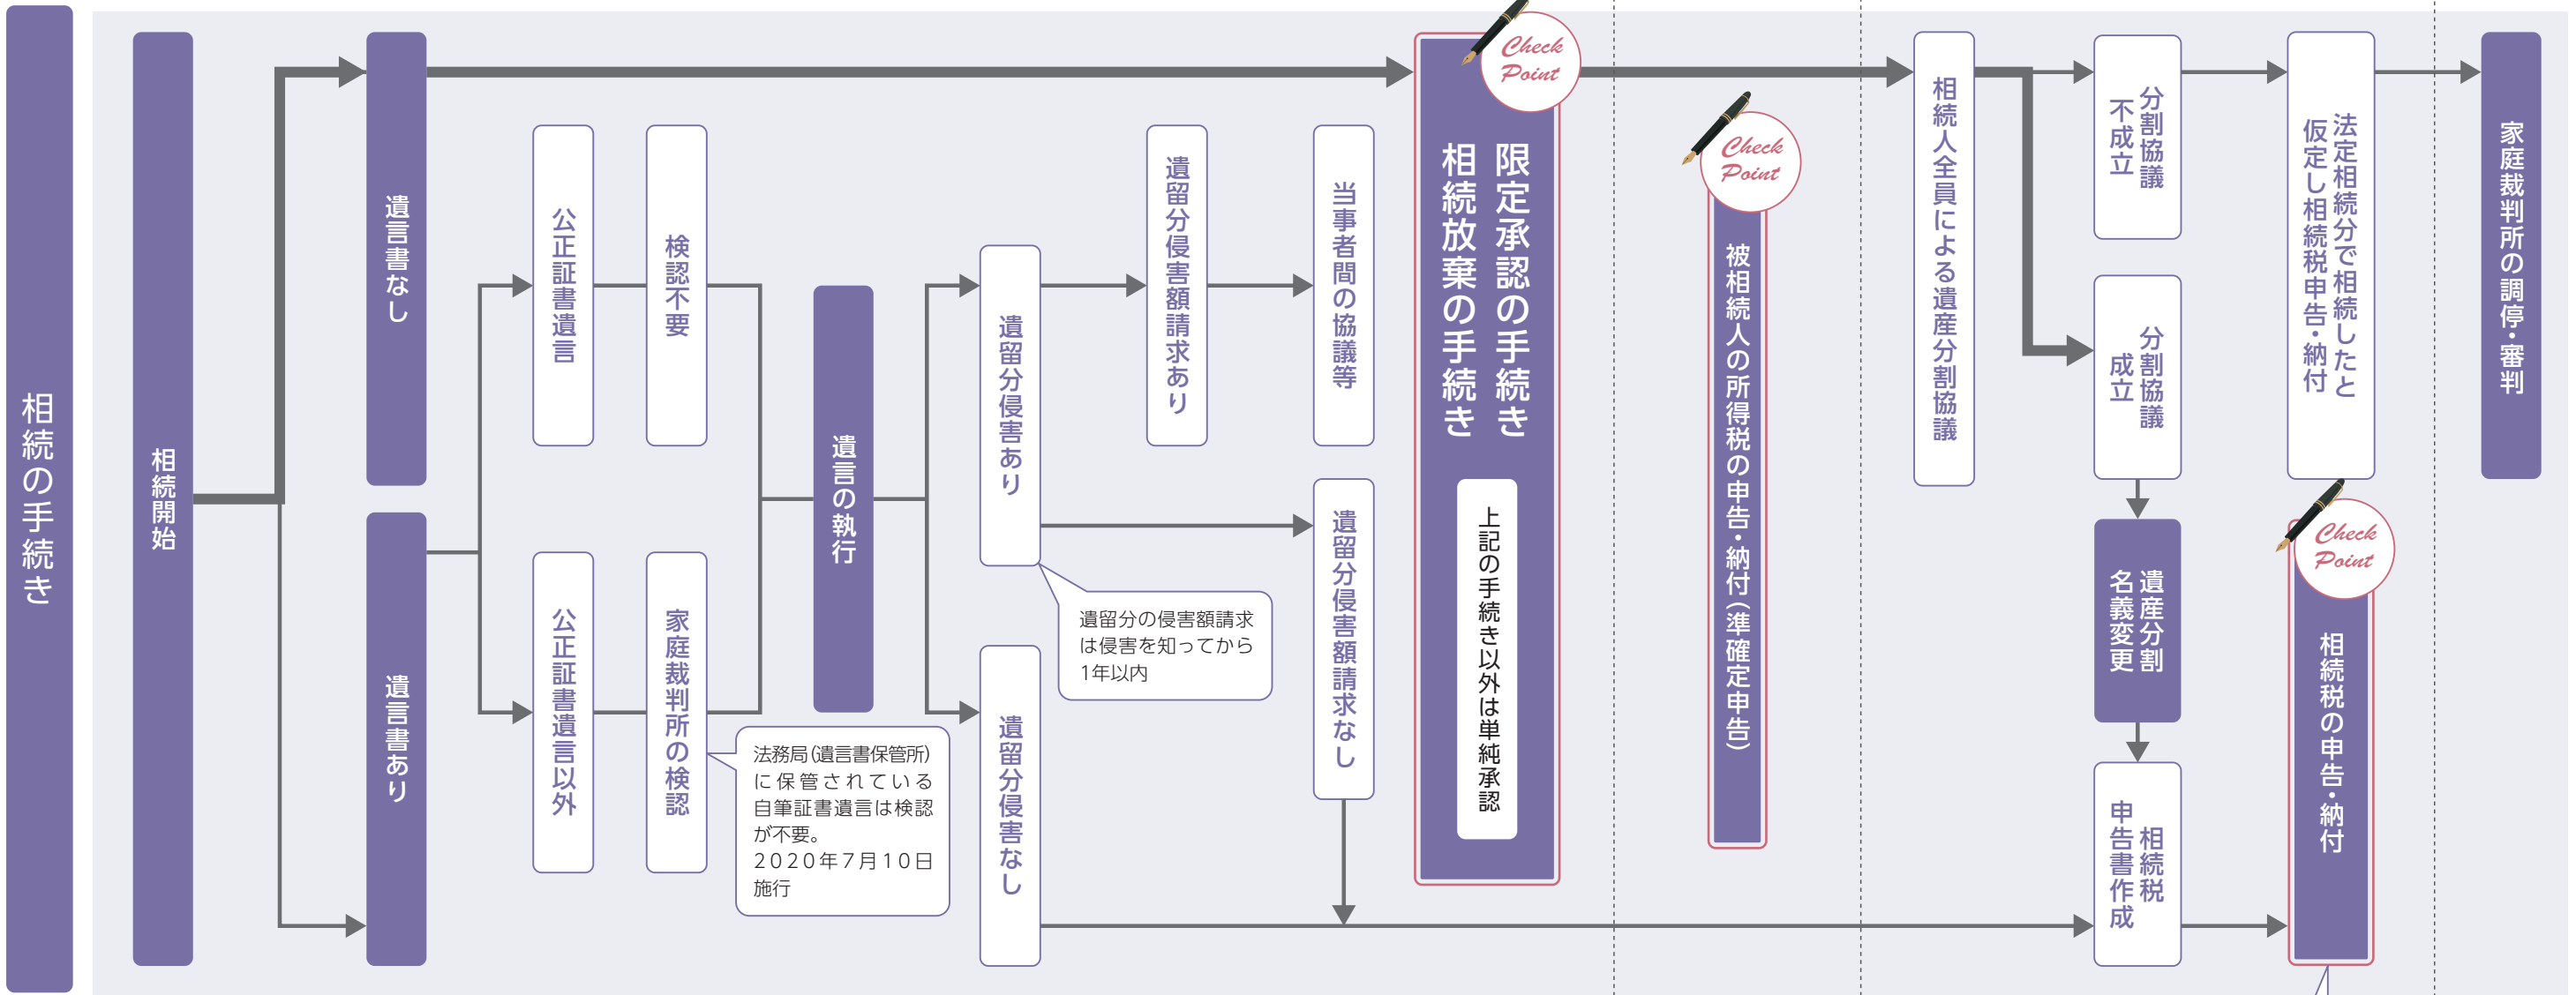 相続の手続き
相続開始
遺言書なし
遺言書あり
公正証書遺言
検認不要
公正証書遺言以外
家庭裁判所の検認
法務局(遺言書保管所)
に保管されている
自筆証書遺言は検認
が不要。
2020年7月10日
施行
遺言の執行
遺留分侵害あり
遺留分の侵害額請求
は侵害を知ってから
1年以内
遺留分侵害なし
遺留分侵害額請求あり
当事者間の協議等
遺留分侵害額請求なし
Check
Point
限定承認の手続き
相続放棄の手続き
上記の手続き以外は単純承認
Check
Point
被相続人の所得税の申告・納付(準確定申告)
相続人全員による遺産分割協議
分割協議
不成立
分割協議
成立
遺産分割
名義変更
相続税
申告書作成
法定相続分で相続したと
仮定し相続税申告・納付
Check
Point
相続税の申告・納付
家庭裁判所の調停・審判